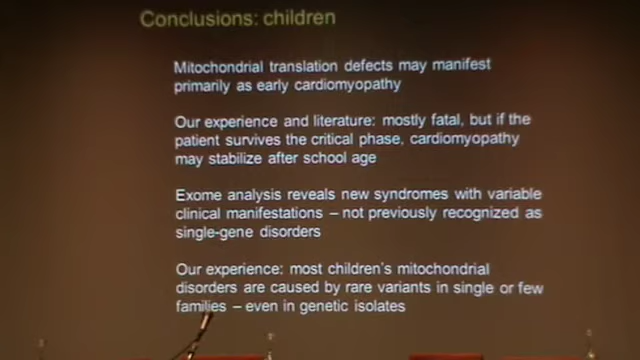 Conclusions: children
Mitochondrial translation defects may manifest
primarily as early cardiomyopathy
Our experience and literature: mostly fatal, but if the
patient survives the critical phase, cardiomyopathy
may stabilize after school age
Exome analysis reveals new syndromes with variable
clinical manifestations – not previously recognized as
single-gene disorders
Our experience: most children's mitochondrial
disorders are caused by rare variants in single or few
families – even in genetic isolates